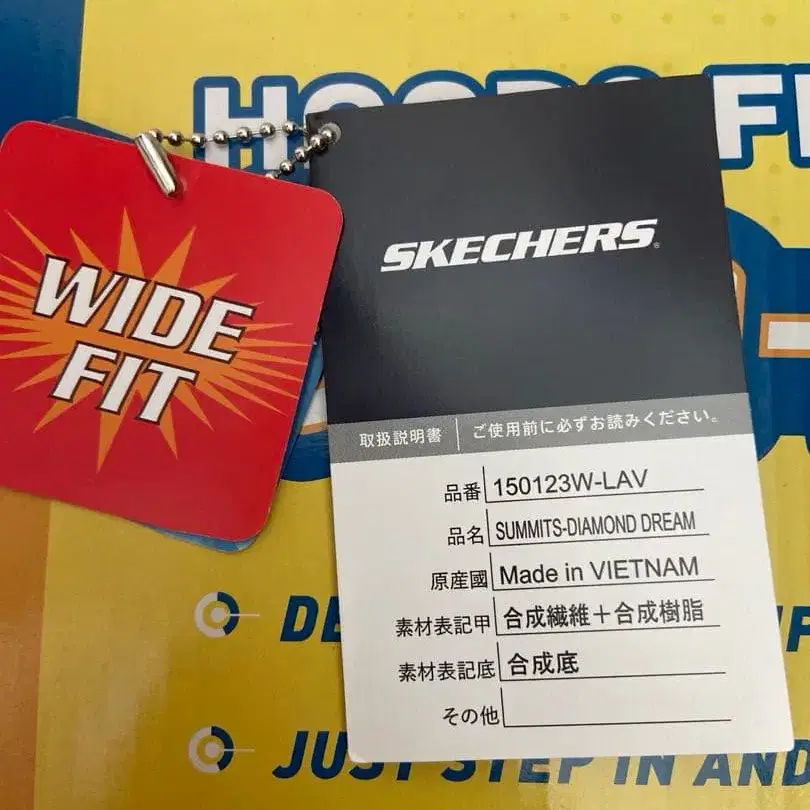 WIDE
FIT
SKECHERS®
取扱説明書 ご使用前に必ずお読みください。
品番 150123W-LAV
品名 SUMMITS-DIAMOND DREAM
原産國 Made in VIETNAM
素材表記甲 合成繊維+合成樹脂
素材表記底 合成底
その他
JUST STEP IN AND